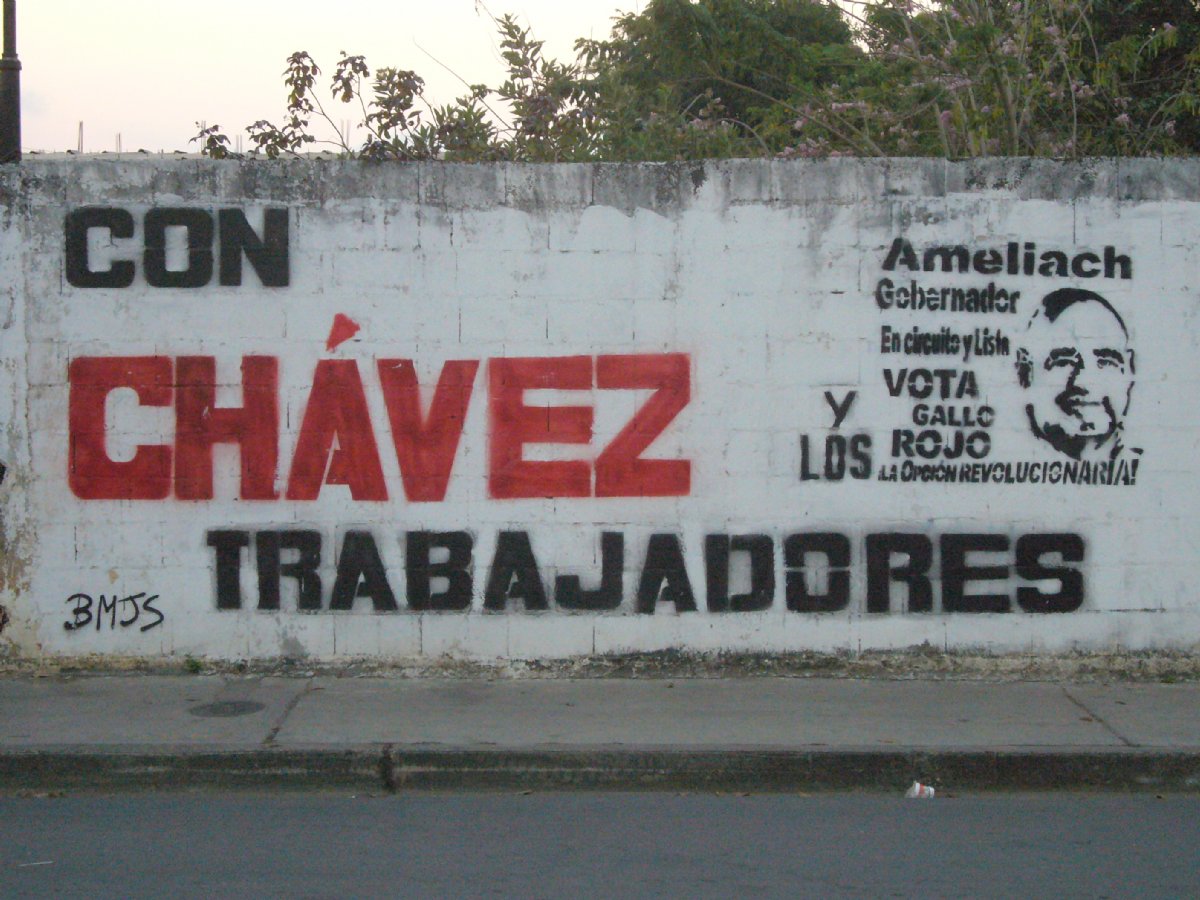 CON
CHÁVEZ
Y
LOS
TRABAJADORES
BMJS
Ameliach
Gobernador
En circuito y Lista
VOTA
GALLO
ROJO
¡LA OPCIÓN REVOLUCIONARIA!